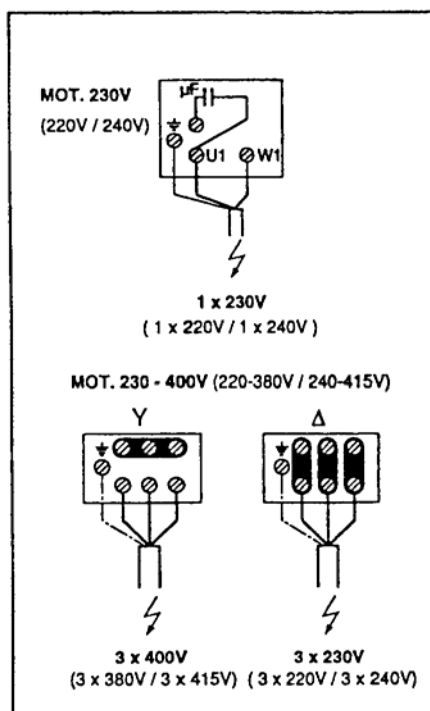 MOT. 230V
(220V / 240V)
µF
U1 W1
1 x 230V
( 1 x 220V / 1 x 240V )
MOT. 230 - 400V (220-380V / 240-415V)
Y Δ
3 x 400V 3 x 230V
(3 x 380V / 3 x 415V) ( 3 x 220V / 3 x 240V)